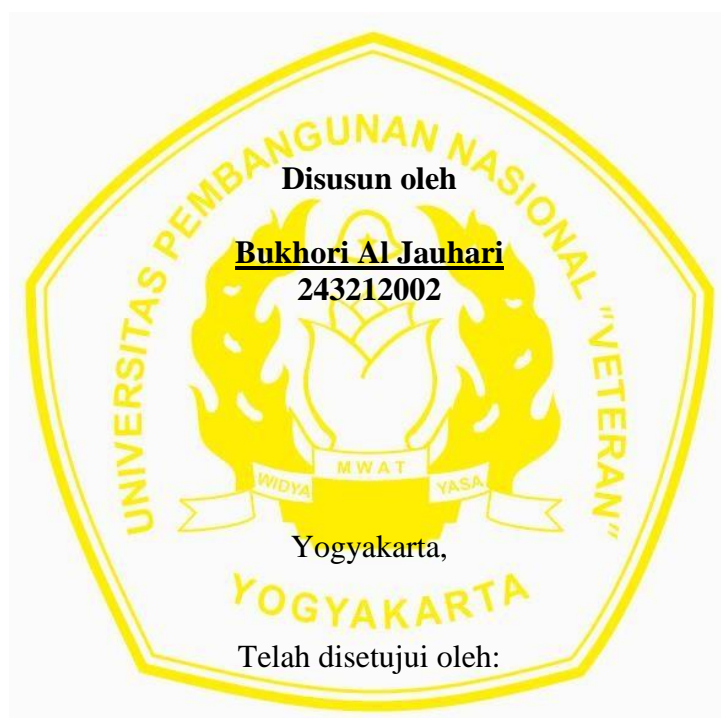 UNIVERSITAS PEMBANGUNAN NASIONAL "VETERAN"
Disusun oleh
Bukhori Al Jauhari
243212002
MWAT
WIDYA
YASA
Yogyakarta,
YOGYAKARTA
Telah disetujui oleh: